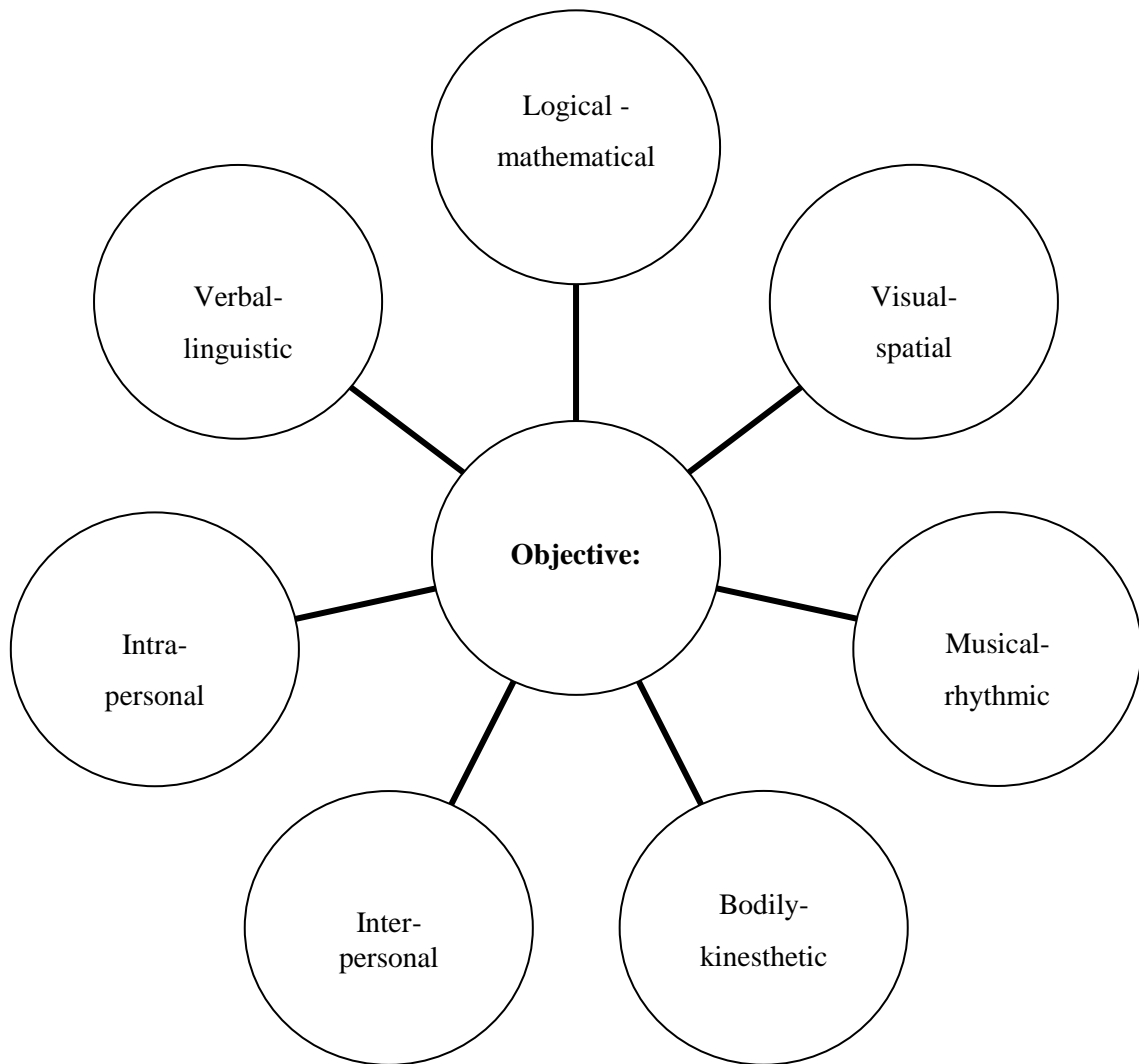 Logical -
mathematical
Verbal-
linguistic
Visual-
spatial
Objective:
Intra-
personal
Musical-
rhythmic
Inter-
personal
Bodily-
kinesthetic